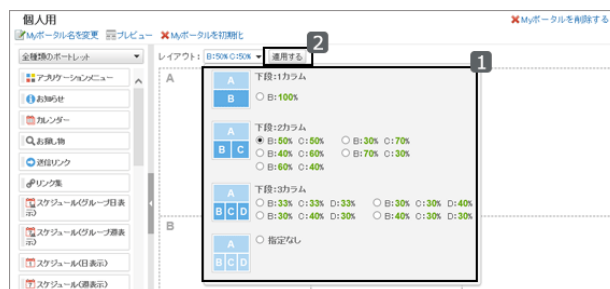 個人用
Myポータル名を変更 プレビュー Myポータルを初期化 Myポータルを削除する
全種類のポートレット
レイアウト: B:50% C:50% 適用する
2
1
アプリケーションメニュー
お知らせ
カレンダー
お探し物
送信リンク
リンク集
スケジュール(グループ日表示)
スケジュール(グループ週表示)
スケジュール(日表示)
スケジュール(週表示)
A
B
A
B
下段:1カラム
B:100%
A
B C
下段:2カラム
B:50% C:50% B:30% C:70%
B:40% C:60% B:70% C:30%
B:60% C:40%
A
B C D
下段:3カラム
B:33% C:33% D:33% B:30% C:30% D:40%
B:30% C:40% D:30% B:40% C:30% D:30%
A
B C D
指定なし